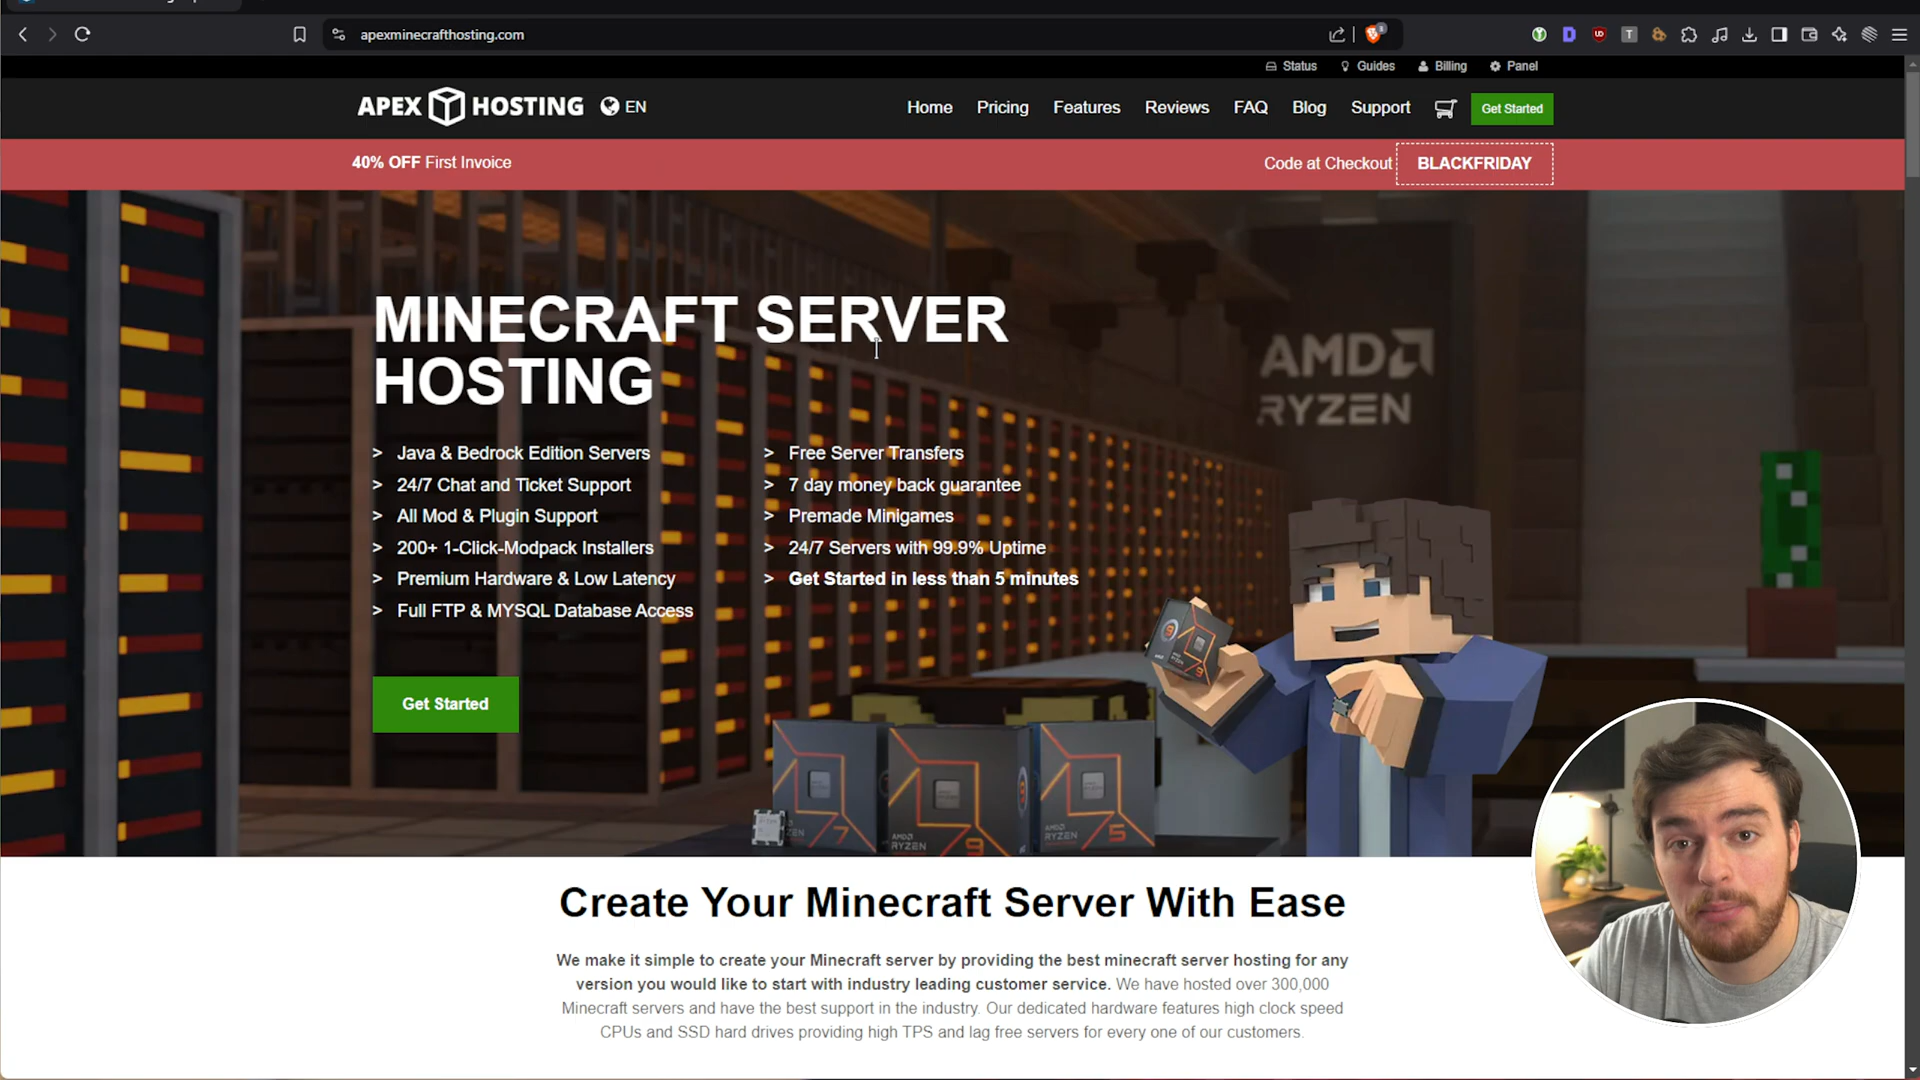 apexminecrafthosting.com
Status Guides Billing Panel
APEX HOSTING EN
Home Pricing Features Reviews FAQ Blog Support Get Started
40% OFF First Invoice
Code at Checkout BLACKFRIDAY
MINECRAFT SERVER
HOSTING
> Java & Bedrock Edition Servers
> 24/7 Chat and Ticket Support
> All Mod & Plugin Support
> 200+ 1-Click-Modpack Installers
> Premium Hardware & Low Latency
> Full FTP & MYSQL Database Access
> Free Server Transfers
> 7 day money back guarantee
> Premade Minigames
> 24/7 Servers with 99.9% Uptime
> Get Started in less than 5 minutes
Get Started
AMD
RYZEN
7
AMD
RYZEN
9
AMD
RYZEN
5
Create Your Minecraft Server With Ease
We make it simple to create your Minecraft server by providing the best minecraft server hosting for any
version you would like to start with industry leading customer service. We have hosted over 300,000
Minecraft servers and have the best support in the industry. Our dedicated hardware features high clock speed
CPUs and SSD hard drives providing high TPS and lag free servers for every one of our customers.